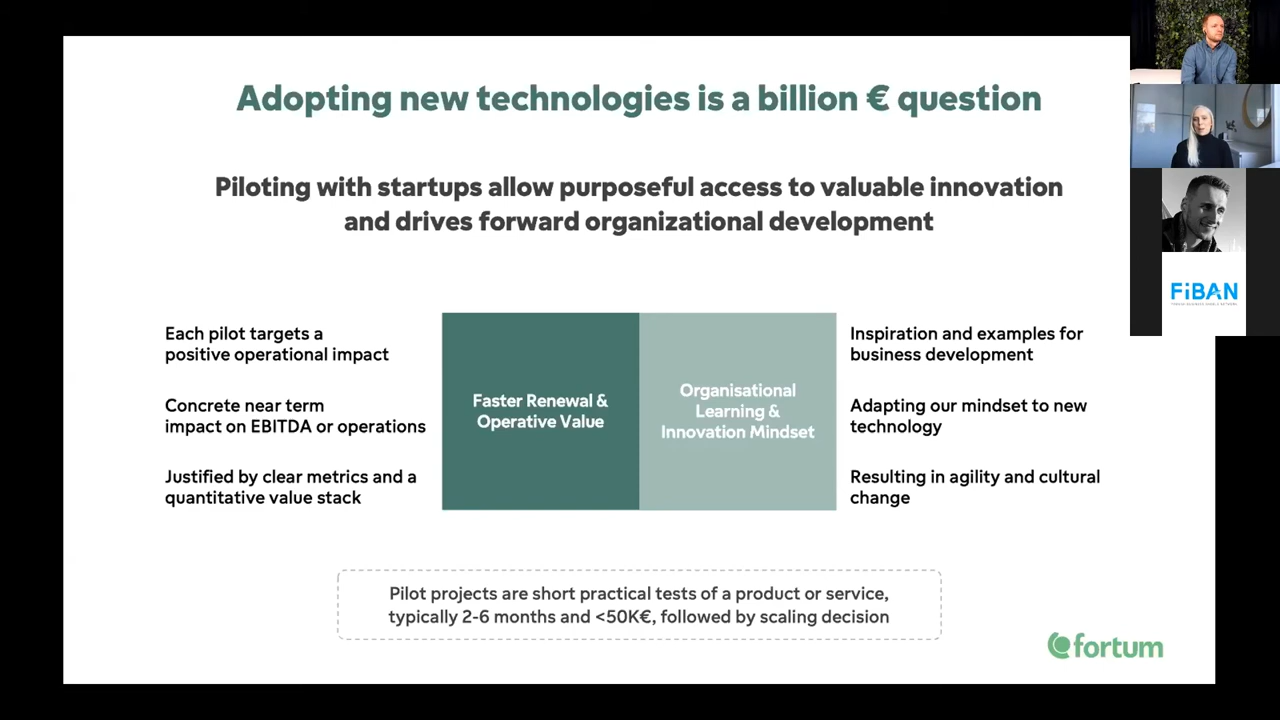 Adopting new technologies is a billion € question
Piloting with startups allow purposeful access to valuable innovation
and drives forward organizational development
Each pilot targets a
positive operational impact
Concrete near term
impact on EBITDA or operations
Justified by clear metrics and a
quantitative value stack
Faster Renewal &
Operative Value
Organisational
Learning &
Innovation Mindset
Inspiration and examples for
business development
Adapting our mindset to new
technology
Resulting in agility and cultural
change
Pilot projects are short practical tests of a product or service,
typically 2-6 months and <50K€, followed by scaling decision
fortum
FiBAN